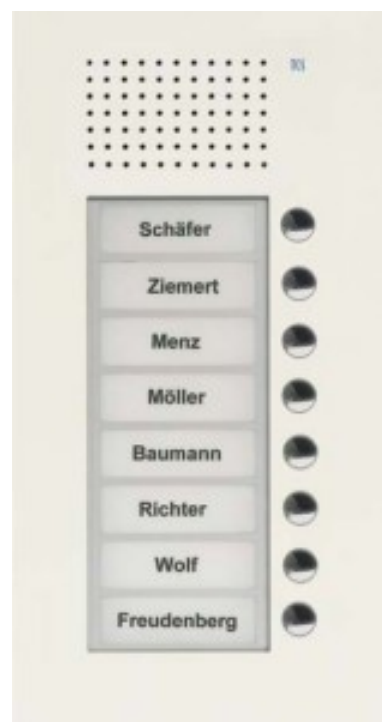 Schäfer
Ziemert
Menz
Möller
Baumann
Richter
Wolf
Freudenberg